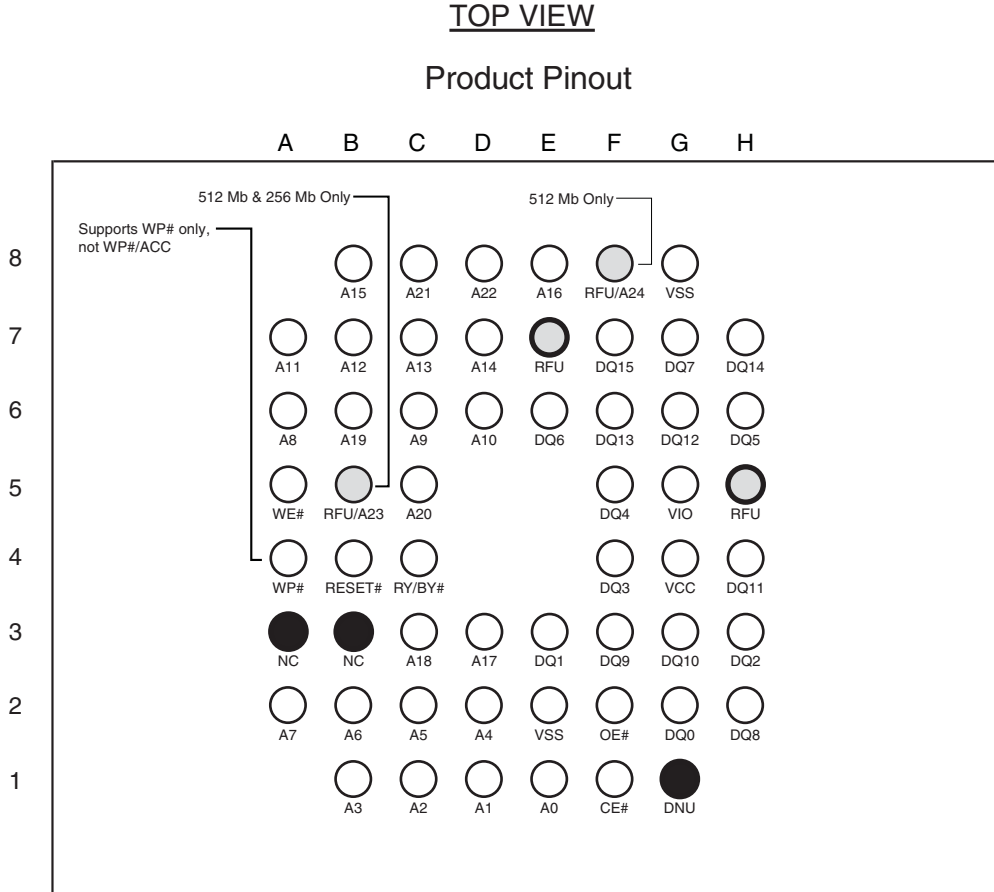 TOP VIEW
Product Pinout
A B C D E F G H
512 Mb & 256 Mb Only
512 Mb Only
Supports WP# only,
not WP#/ACC
8
A15 A21 A22 A16 RFU/A24 VSS
7
A11 A12 A13 A14 RFU DQ15 DQ7 DQ14
6
A8 A19 A9 A10 DQ6 DQ13 DQ12 DQ5
5
WE# RFU/A23 A20 DQ4 VIO RFU
4
WP# RESET# RY/BY# DQ3 VCC DQ11
3
NC NC A18 A17 DQ1 DQ9 DQ10 DQ2
2
A7 A6 A5 A4 VSS OE# DQ0 DQ8
1
A3 A2 A1 A0 CE# DNU